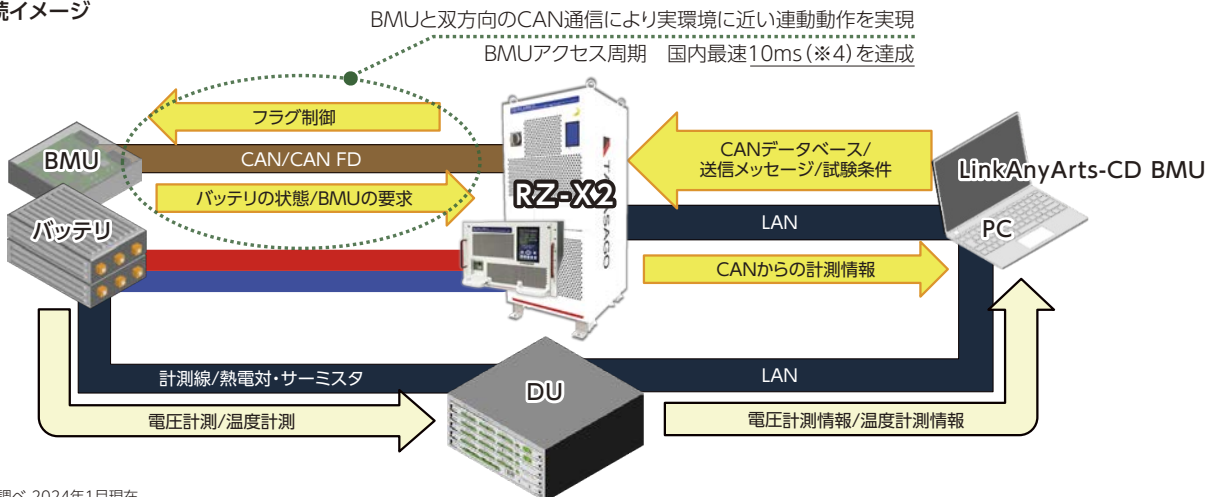 続イメージ
BMUと双方向のCAN通信により実環境に近い連動動作を実現
BMUアクセス周期 国内最速10ms(※4)を達成
フラグ制御
BMU
CAN/CAN FD
バッテリの状態/BMUの要求
バッテリ
RZ-X2
TAKASAGO
CANデータベース/
送信メッセージ/試験条件
LinkAnyArts-CD BMU
LAN
PC
CANからの計測情報
計測線/熱電対・サーミスタ
DU
LAN
電圧計測/温度計測
電圧計測情報/温度計測情報
調べ 2024年1月現在